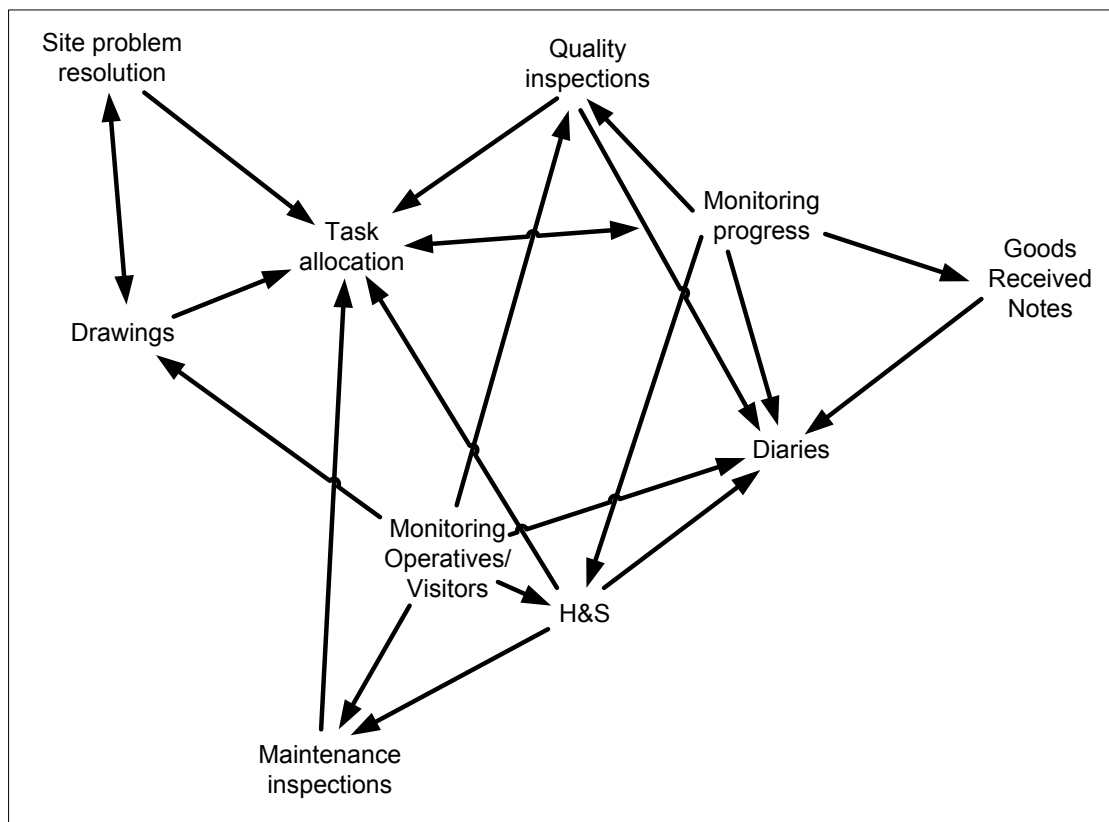 Site problem
resolution
Quality
inspections
Monitoring
progress
Task
allocation
Goods
Received
Notes
Drawings
Diaries
Monitoring
Operatives/
Visitors
H&S
Maintenance
inspections